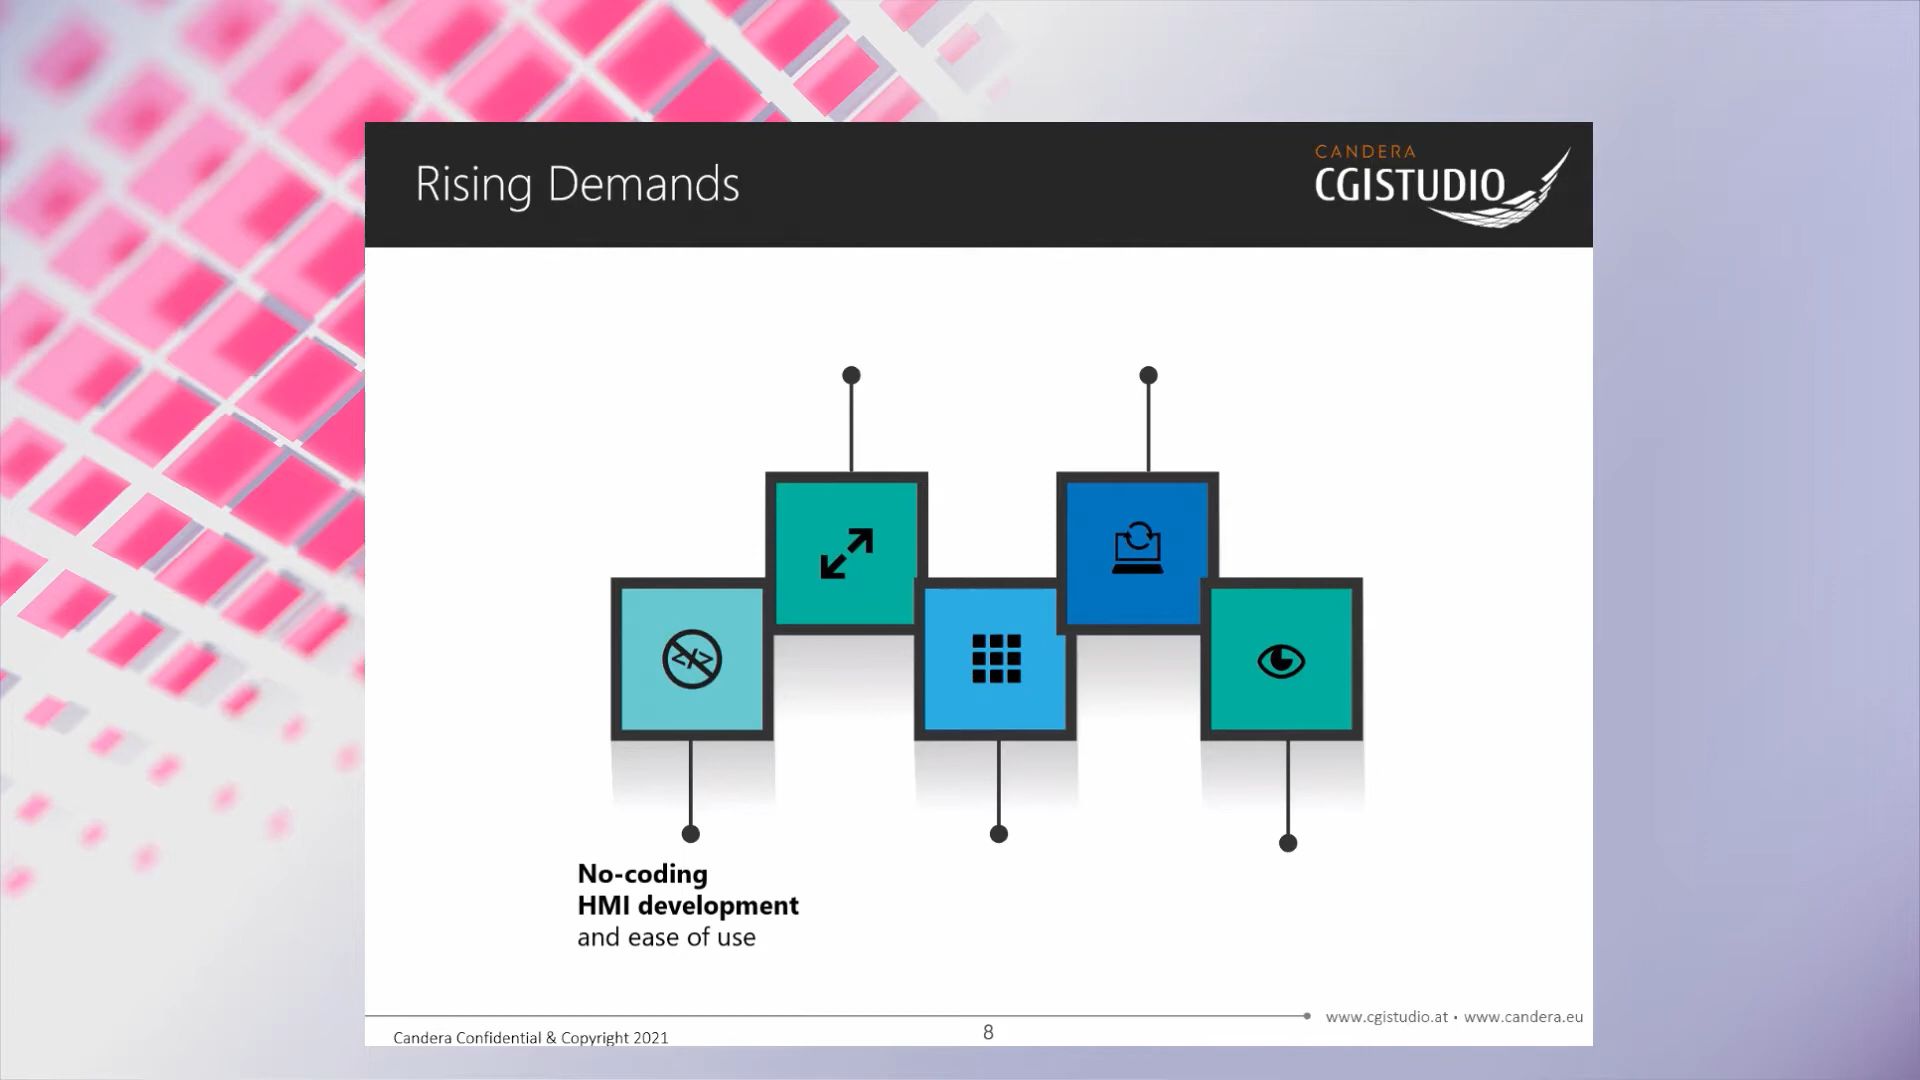 Rising Demands
CANDERA
CGISTUDIO
No-coding
HMI development
and ease of use
www.cgistudio.at • www.candera.eu
Candera Confidential & Copyright 2021
8